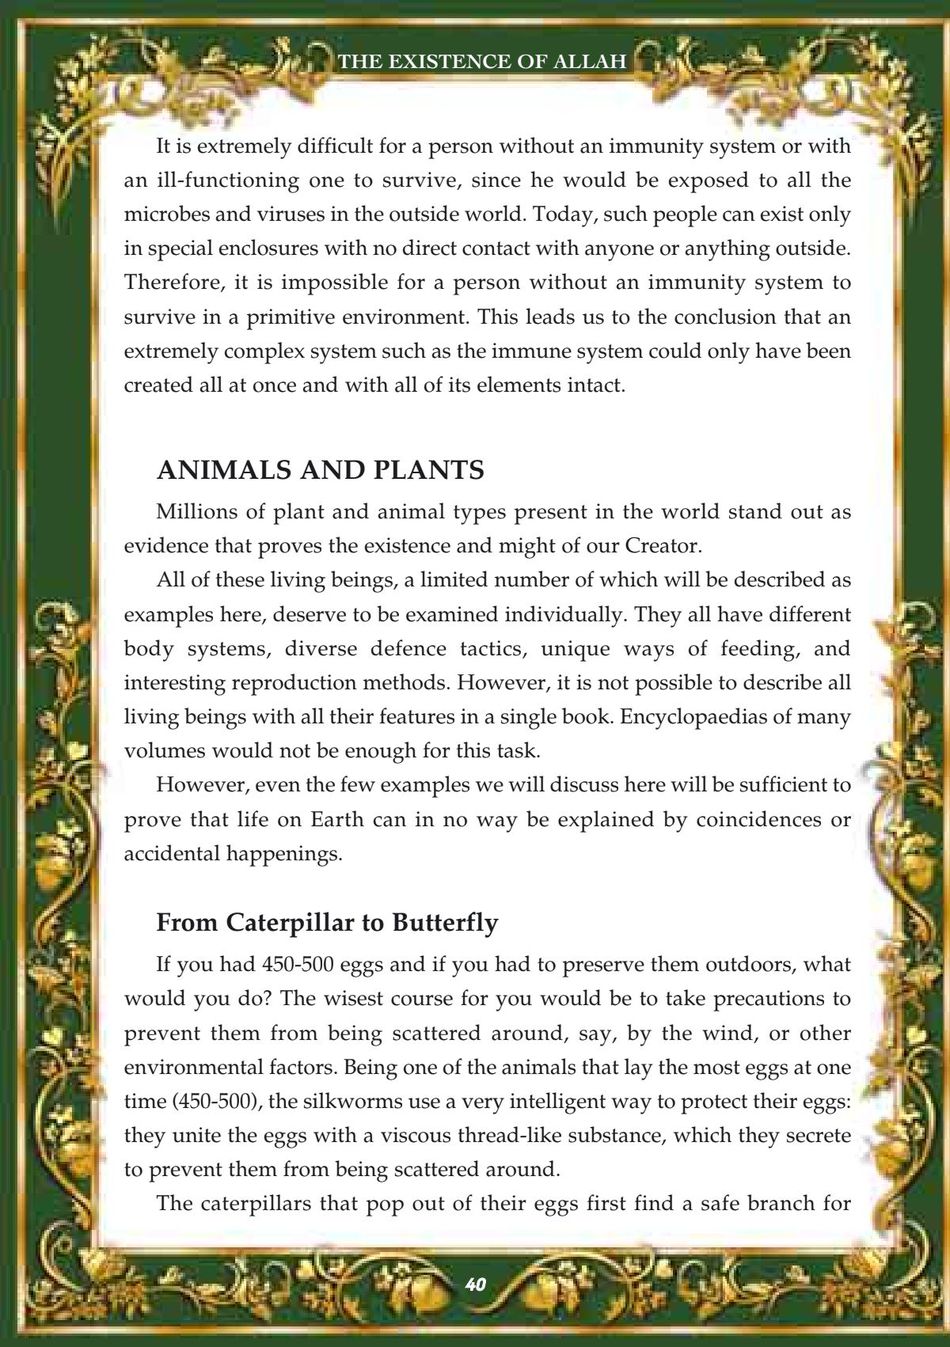 THE EXISTENCE OF ALLAH
It is extremely difficult for a person without an immunity system or with
an ill-functioning one to survive, since he would be exposed to all the
microbes and viruses in the outside world. Today, such people can exist only
in special enclosures with no direct contact with anyone or anything outside.
Therefore, it is impossible for a person without an immunity system to
survive in a primitive environment. This leads us to the conclusion that an
extremely complex system such as the immune system could only have been
created all at once and with all of its elements intact.
ANIMALS AND PLANTS
Millions of plant and animal types present in the world stand out as
evidence that proves the existence and might of our Creator.
All of these living beings, a limited number of which will be described as
examples here, deserve to be examined individually. They all have different
body systems, diverse defence tactics, unique ways of feeding, and
interesting reproduction methods. However, it is not possible to describe all
living beings with all their features in a single book. Encyclopaedias of many
volumes would not be enough for this task.
However, even the few examples we will discuss here will be sufficient to
prove that life on Earth can in no way be explained by coincidences or
accidental happenings.
From Caterpillar to Butterfly
If you had 450-500 eggs and if you had to preserve them outdoors, what
would you do? The wisest course for you would be to take precautions to
prevent them from being scattered around, say, by the wind, or other
environmental factors. Being one of the animals that lay the most eggs at one
time (450-500), the silkworms use a very intelligent way to protect their eggs:
they unite the eggs with a viscous thread-like substance, which they secrete
to prevent them from being scattered around.
The caterpillars that pop out of their eggs first find a safe branch for
40